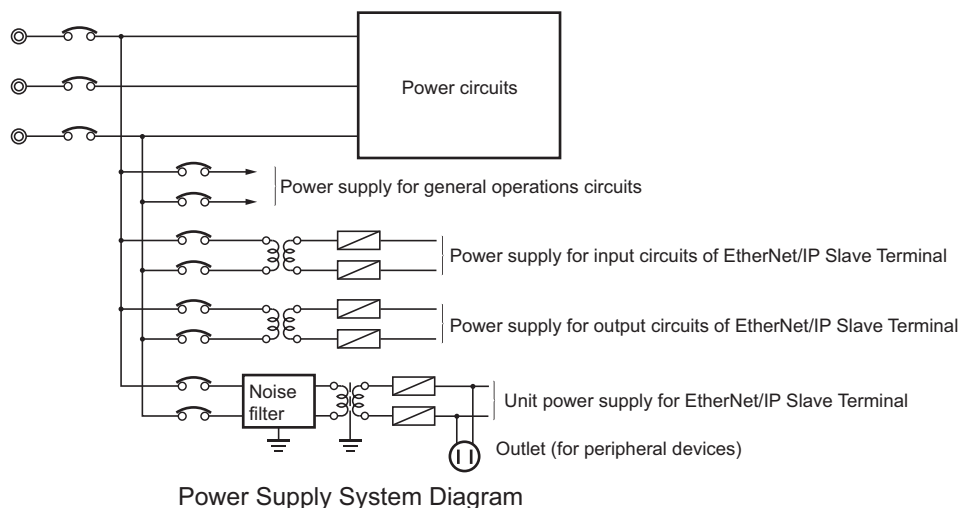 Power circuits
Power supply for general operations circuits
Power supply for input circuits of EtherNet/IP Slave Terminal
Power supply for output circuits of EtherNet/IP Slave Terminal
Noise
filter
Unit power supply for EtherNet/IP Slave Terminal
Outlet (for peripheral devices)
Power Supply System Diagram